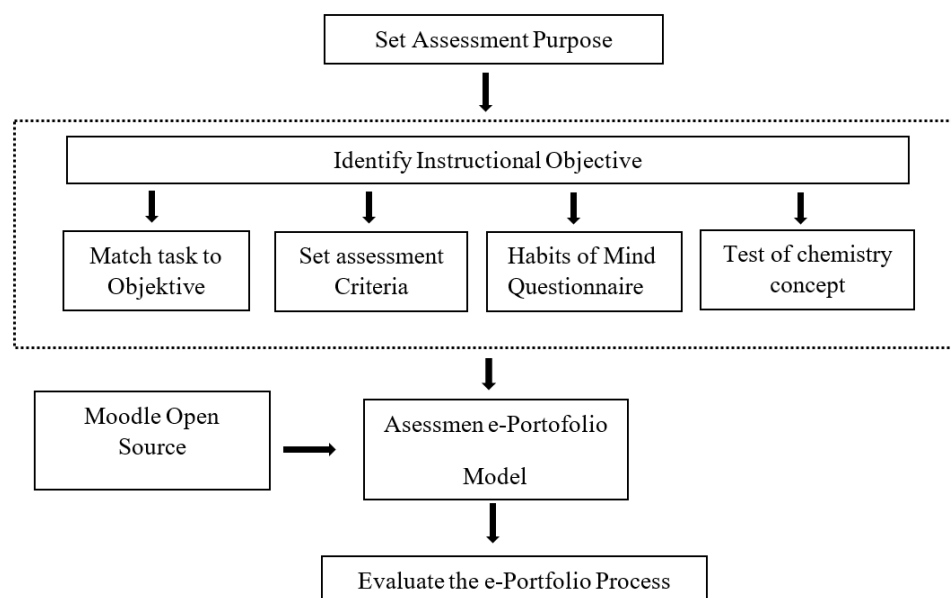 Set Assessment Purpose
Identify Instructional Objective
Match task to
Objektive
Set assessment
Criteria
Habits of Mind
Questionnaire
Test of chemistry
concept
Moodle Open
Source
Asessmen e-Portofolio
Model
Evaluate the e-Portfolio Process